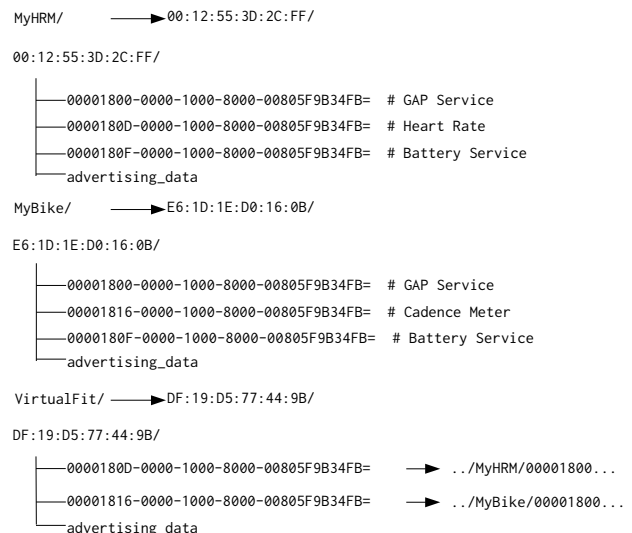 MyHRM/ 00:12:55:3D:2C:FF/
00:12:55:3D:2C:FF/
00001800-0000-1000-8000-00805F9B34FB= # GAP Service
0000180D-0000-1000-8000-00805F9B34FB= # Heart Rate
0000180F-0000-1000-8000-00805F9B34FB= # Battery Service
advertising_data
MyBike/ E6:1D:1E:D0:16:0B/
E6:1D:1E:D0:16:0B/
00001800-0000-1000-8000-00805F9B34FB= # GAP Service
00001816-0000-1000-8000-00805F9B34FB= # Cadence Meter
0000180F-0000-1000-8000-00805F9B34FB= # Battery Service
advertising_data
VirtualFit/ DF:19:D5:77:44:9B/
DF:19:D5:77:44:9B/
0000180D-0000-1000-8000-00805F9B34FB= ../MyHRM/00001800...
00001816-0000-1000-8000-00805F9B34FB= ../MyBike/00001800...
advertising data